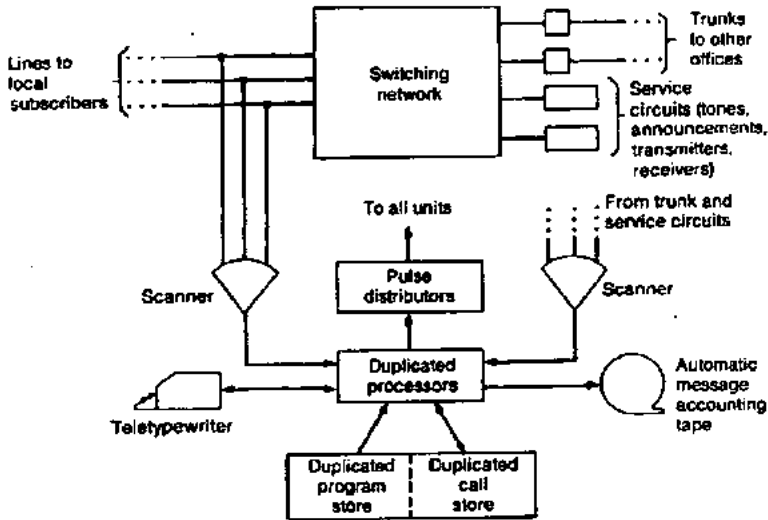 Lines to
local
subscribers
Switching
network
Trunks
to other
offices
Service
circuits (tones,
announcements,
transmitters,
receivers)
To all units
From trunk and
service circuits
Scanner
Pulse
distributors
Scanner
Duplicated
processors
Teletypewriter
Automatic
message
accounting
tape
Duplicated
program
store
Duplicated
call
store